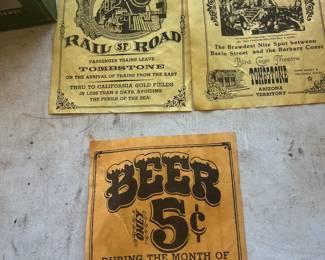 RAIL SP ROAD
PASSENGER TRAINS LEAVE
TOMBSTONE
ON THE ARRIVAL OF TRAINS FROM THE EAST
THRU TO CALIFORNIA GOLD FIELDS
IN LESS THAN 8 DAYS, AVOIDING
THE PERILS OF THE SEA!
The Brawdest Nite Spot between
Basin Street and the Barbary Coast
Bird Cage Theatre
TOMBSTONE
ARIZONA
TERRITORY
BEER
5¢
DURING THE MONTH OF